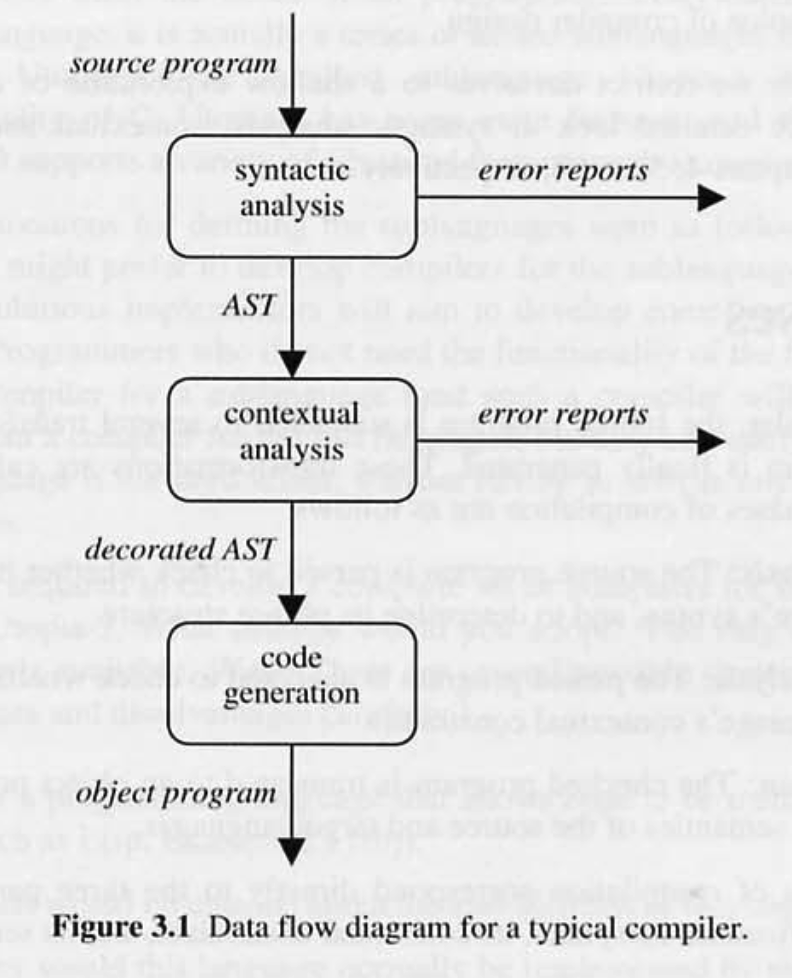 source program
syntactic
analysis
error reports
AST
contextual
analysis
error reports
decorated AST
code
generation
object program
Figure 3.1 Data flow diagram for a typical compiler.